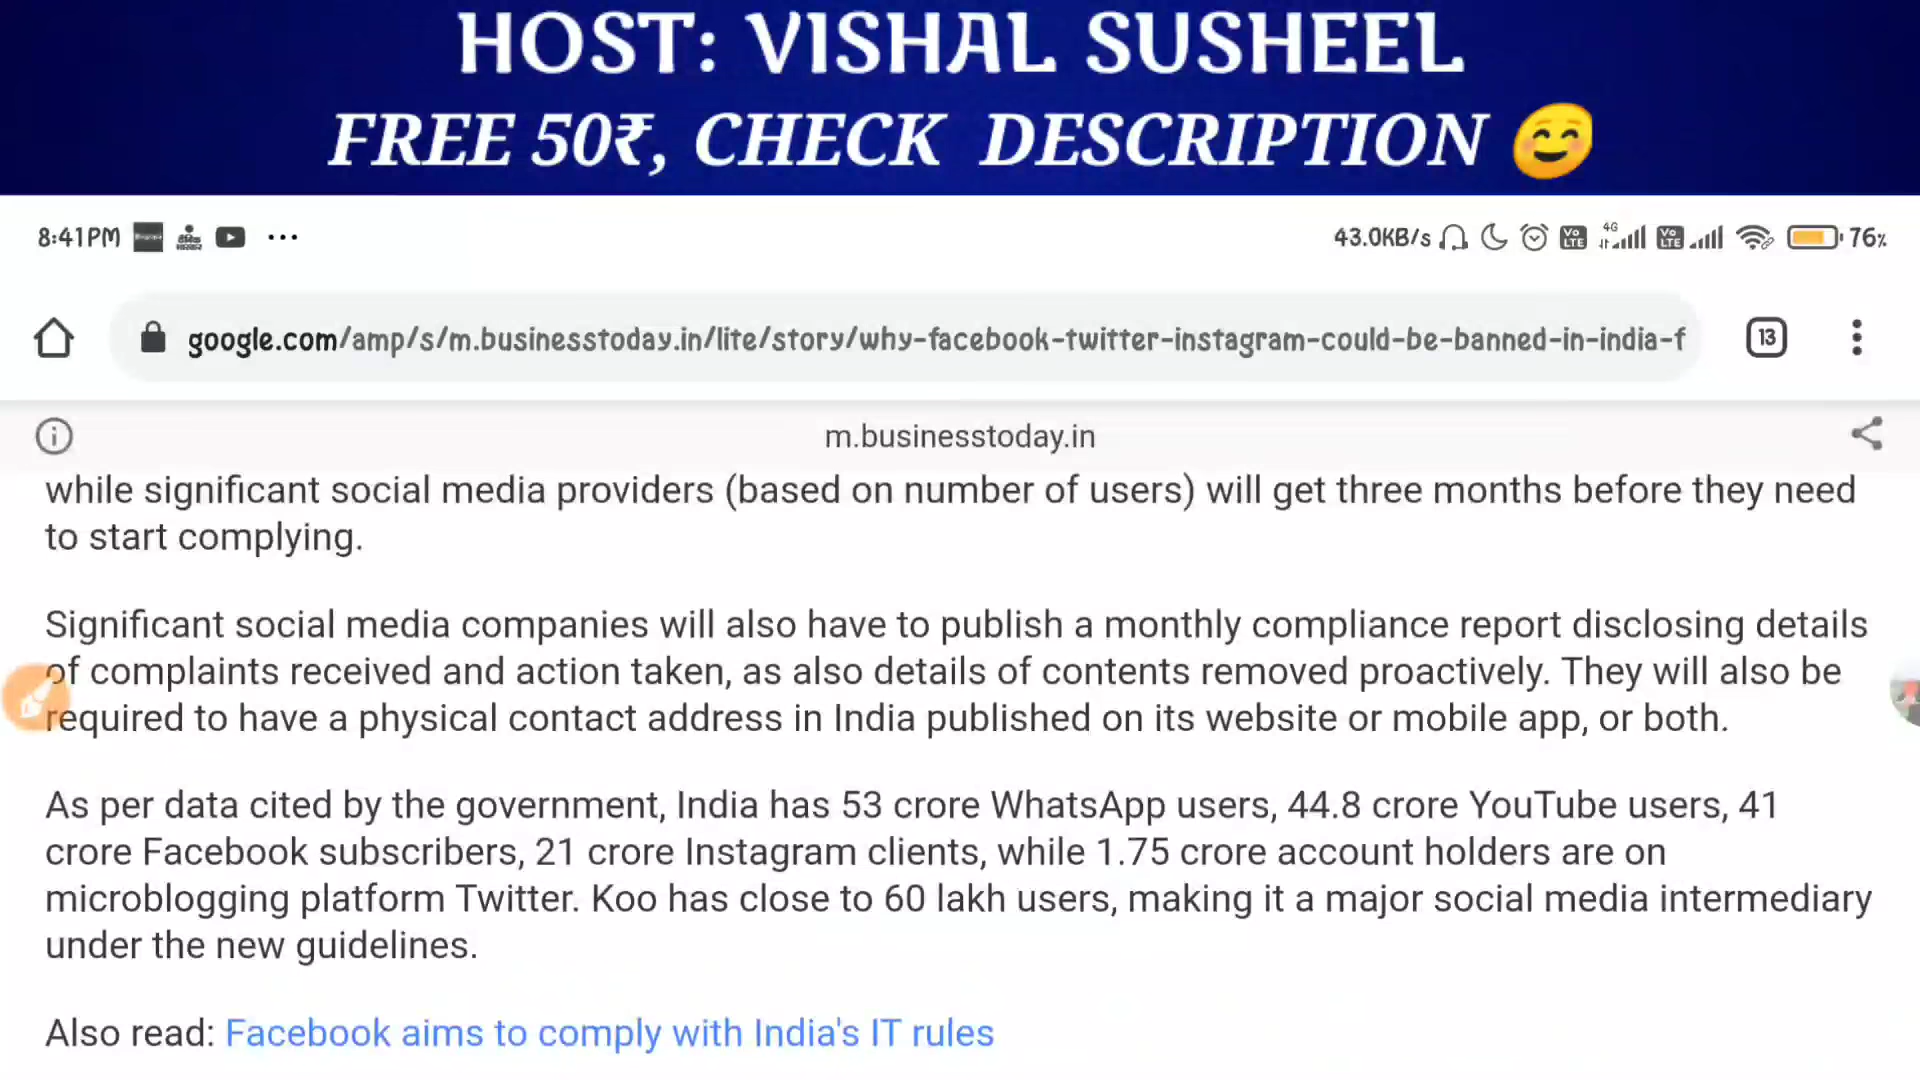 HOST: VISHAL SUSHEEL
FREE 50₹, CHECK DESCRIPTION
8:41PM
43.0KB/s
4G
76%
google.com/amp/s/m.businesstoday.in/lite/story/why-facebook-twitter-instagram-could-be-banned-in-india-f
13
m.businesstoday.in
while significant social media providers (based on number of users) will get three months before they need
to start complying.
Significant social media companies will also have to publish a monthly compliance report disclosing details
of complaints received and action taken, as also details of contents removed proactively. They will also be
required to have a physical contact address in India published on its website or mobile app, or both.
As per data cited by the government, India has 53 crore WhatsApp users, 44.8 crore YouTube users, 41
crore Facebook subscribers, 21 crore Instagram clients, while 1.75 crore account holders are on
microblogging platform Twitter. Koo has close to 60 lakh users, making it a major social media intermediary
under the new guidelines.
Also read: Facebook aims to comply with India's IT rules